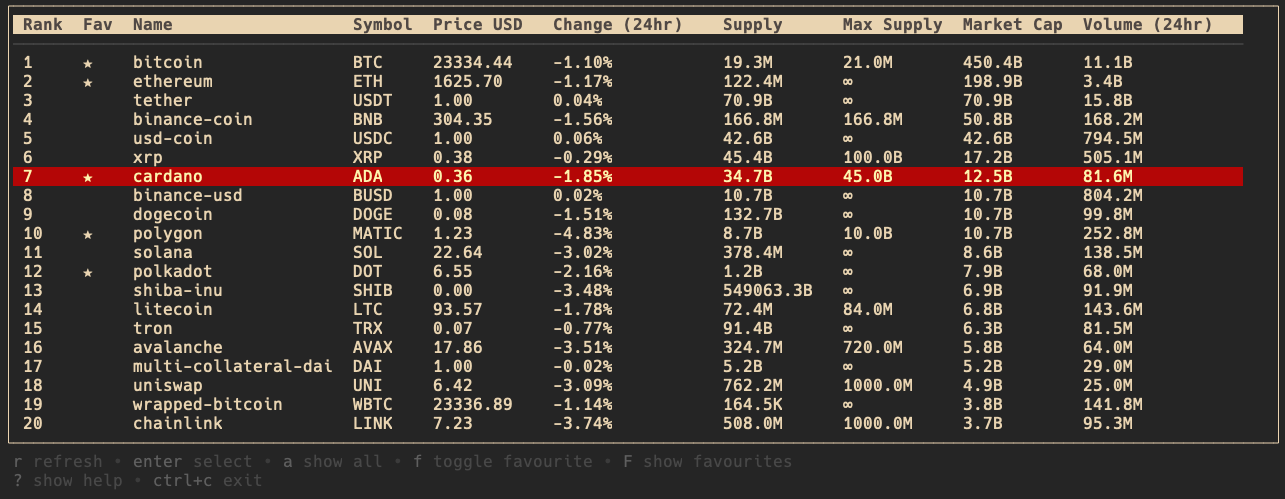 Rank Fav Name Symbol Price USD Change (24hr) Supply Max Supply Market Cap Volume (24hr)
1 ★ bitcoin BTC 23334.44 -1.10% 19.3M 21.0M 450.4B 11.1B
2 ★ ethereum ETH 1625.70 -1.17% 122.4M ∞ 198.9B 3.4B
3 tether USDT 1.00 0.04% 70.9B ∞ 70.9B 15.8B
4 binance-coin BNB 304.35 -1.56% 166.8M 166.8M 50.8B 168.2M
5 usd-coin USDC 1.00 0.06% 42.6B ∞ 42.6B 794.5M
6 xrp XRP 0.38 -0.29% 45.4B 100.0B 17.2B 505.1M
7 ★ cardano ADA 0.36 -1.85% 34.7B 45.0B 12.5B 81.6M
8 binance-usd BUSD 1.00 0.02% 10.7B ∞ 10.7B 804.2M
9 dogecoin DOGE 0.08 -1.51% 132.7B ∞ 10.7B 99.8M
10 ★ polygon MATIC 1.23 -4.83% 8.7B 10.0B 10.7B 252.8M
11 solana SOL 22.64 -3.02% 378.4M ∞ 8.6B 138.5M
12 ★ polkadot DOT 6.55 -2.16% 1.2B ∞ 7.9B 68.0M
13 shiba-inu SHIB 0.00 -3.48% 549063.3B ∞ 6.9B 91.9M
14 litecoin LTC 93.57 -1.78% 72.4M 84.0M 6.8B 143.6M
15 tron TRX 0.07 -0.77% 91.4B ∞ 6.3B 81.5M
16 avalanche AVAX 17.86 -3.51% 324.7M 720.0M 5.8B 64.0M
17 multi-collateral-dai DAI 1.00 -0.02% 5.2B ∞ 5.2B 29.0M
18 uniswap UNI 6.42 -3.09% 762.2M 1000.0M 4.9B 25.0M
19 wrapped-bitcoin WBTC 23336.89 -1.14% 164.5K ∞ 3.8B 141.8M
20 chainlink LINK 7.23 -3.74% 508.0M 1000.0M 3.7B 95.3M
r refresh • enter select • a show all • f toggle favourite • F show favourites
? show help • ctrl+c exit